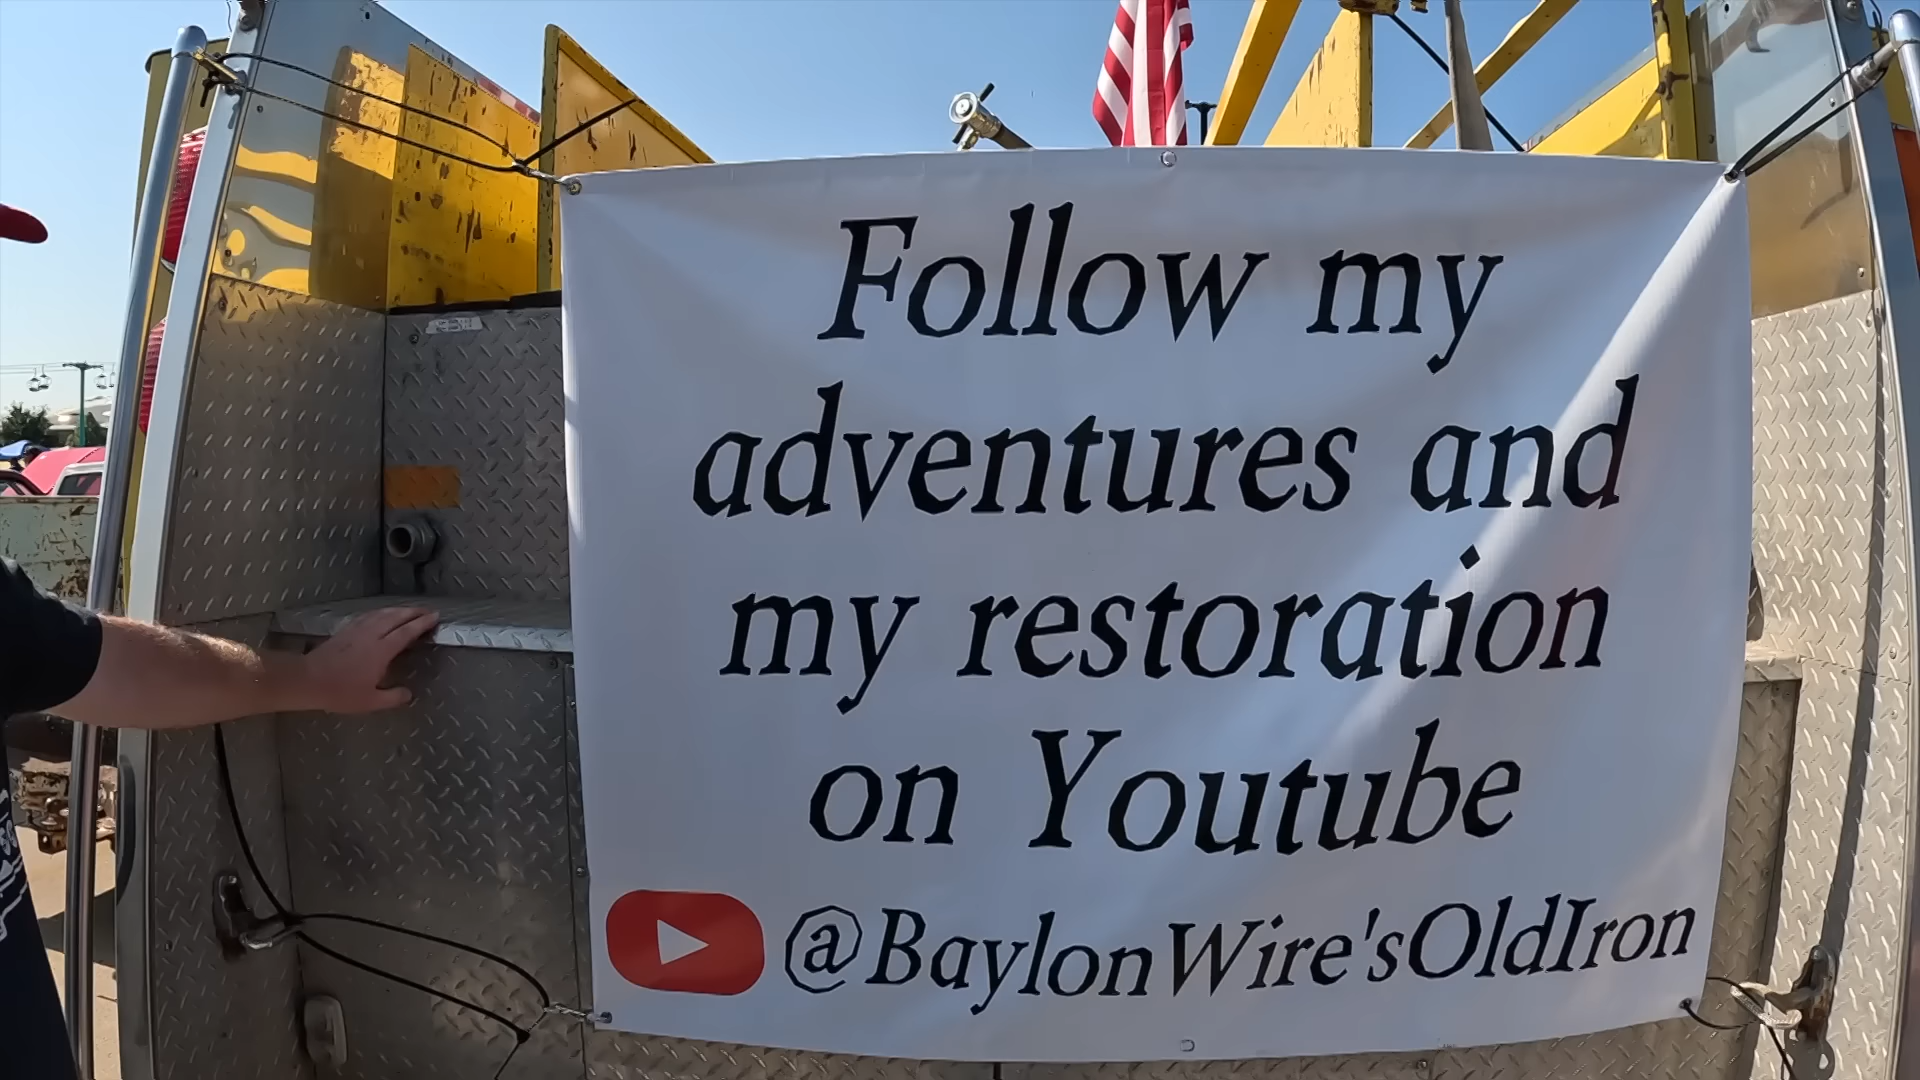 Follow my
adventures and
my restoration
on Youtube
@BaylonWire'sOldIron